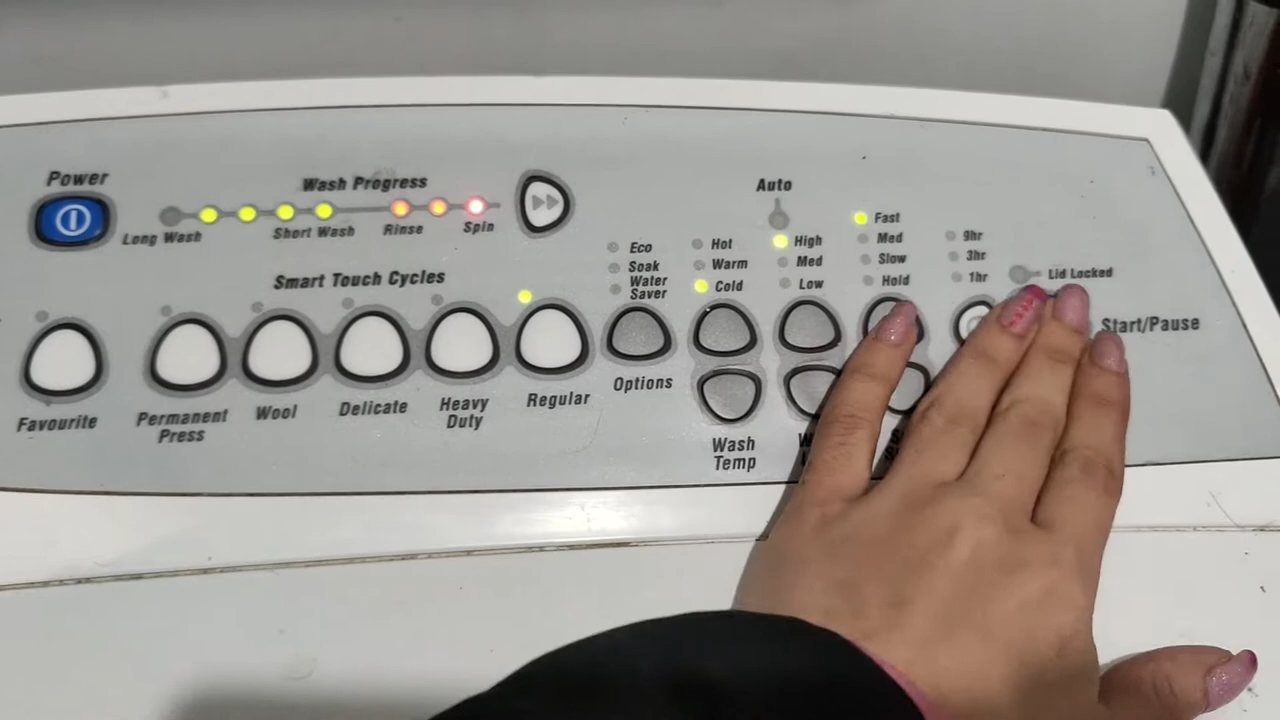 Power
Wash Progress
Long Wash
Short Wash
Rinse
Spin
Smart Touch Cycles
Favourite
Permanent
Press
Wool
Delicate
Heavy
Duty
Regular
Eco
Soak
Water
Saver
Options
Hot
Warm
Cold
Wash
Temp
Auto
High
Med
Low
Fast
Med
Slow
Hold
9hr
3hr
1hr
Lid Locked
Start/Pause